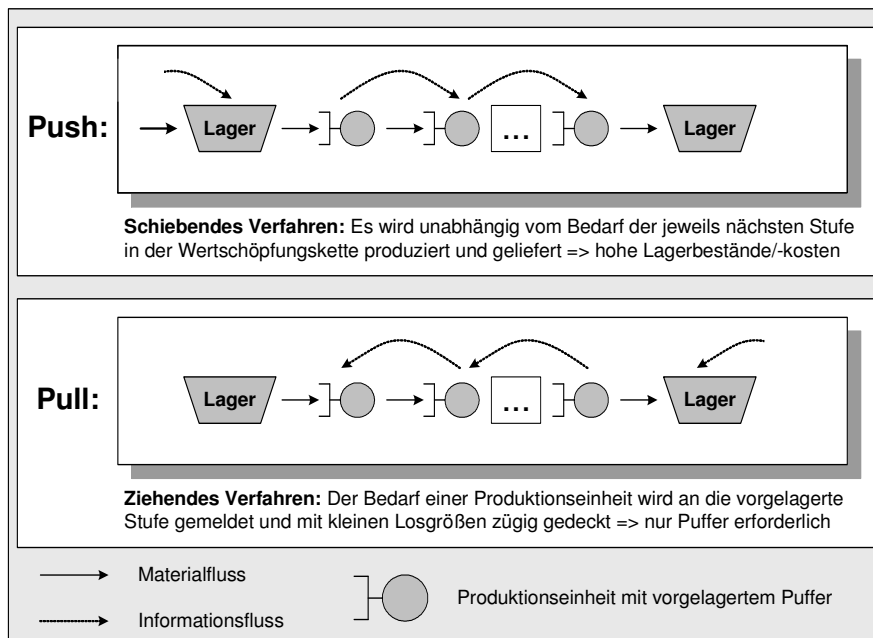 Push:
Lager
...
Lager
Schiebendes Verfahren: Es wird unabhängig vom Bedarf der jeweils nächsten Stufe
in der Wertschöpfungskette produziert und geliefert => hohe Lagerbestände/-kosten
Pull:
Lager
...
Lager
Ziehendes Verfahren: Der Bedarf einer Produktionseinheit wird an die vorgelagerte
Stufe gemeldet und mit kleinen Losgrößen zügig gedeckt => nur Puffer erforderlich
Materialfluss
Informationsfluss
Produktionseinheit mit vorgelagertem Puffer